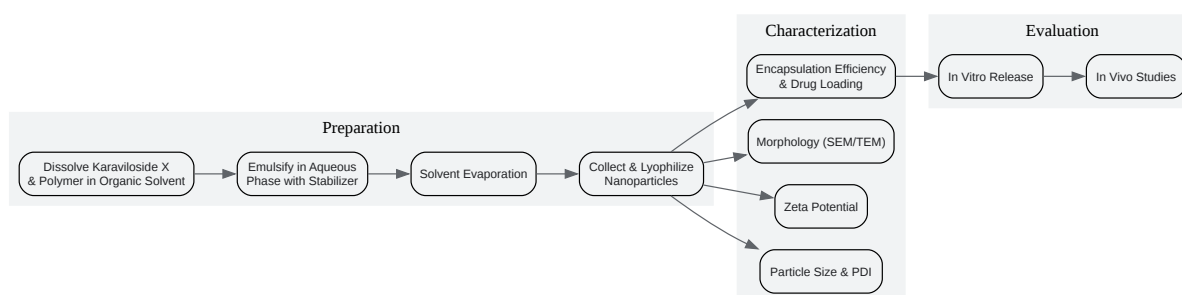 Preparation
Dissolve Karaviloside X
& Polymer in Organic Solvent
Emulsify in Aqueous
Phase with Stabilizer
Solvent Evaporation
Collect & Lyophilize
Nanoparticles
Characterization
Encapsulation Efficiency
& Drug Loading
Morphology (SEM/TEM)
Zeta Potential
Particle Size & PDI
Evaluation
In Vitro Release
In Vivo Studies